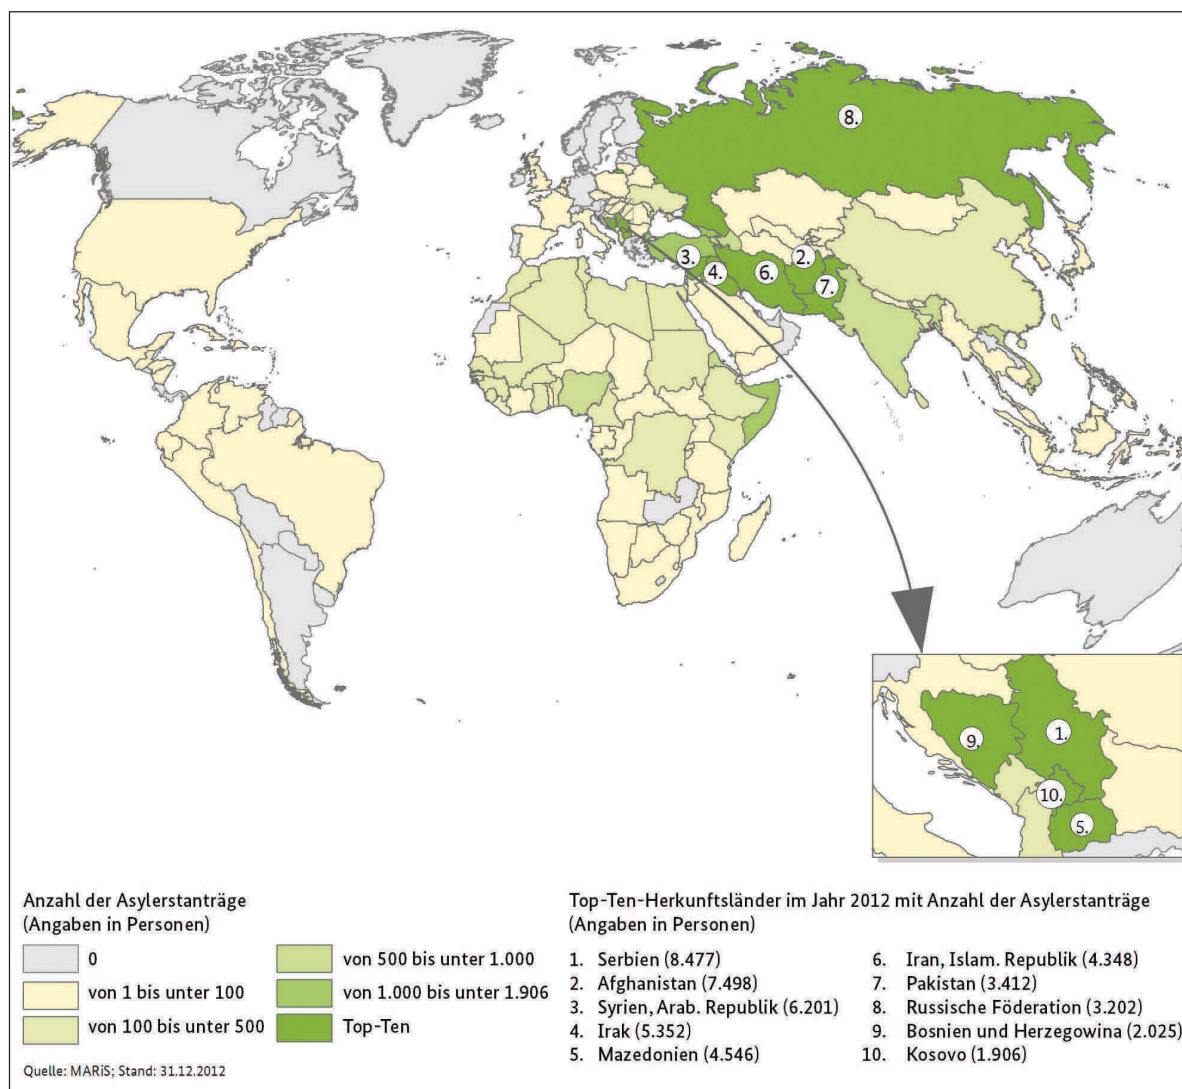 8.
3.
4.
6.
2.
7.
9.
1.
10.
5.
Anzahl der Asylerstanträge
(Angaben in Personen)
0
von 1 bis unter 100
von 100 bis unter 500
von 500 bis unter 1.000
von 1.000 bis unter 1.906
Top-Ten
Quelle: MARiS; Stand: 31.12.2012
Top-Ten-Herkunftsländer im Jahr 2012 mit Anzahl der Asylerstanträge
(Angaben in Personen)
1. Serbien (8.477)
2. Afghanistan (7.498)
3. Syrien, Arab. Republik (6.201)
4. Irak (5.352)
5. Mazedonien (4.546)
6. Iran, Islam. Republik (4.348)
7. Pakistan (3.412)
8. Russische Föderation (3.202)
9. Bosnien und Herzegowina (2.025)
10. Kosovo (1.906)